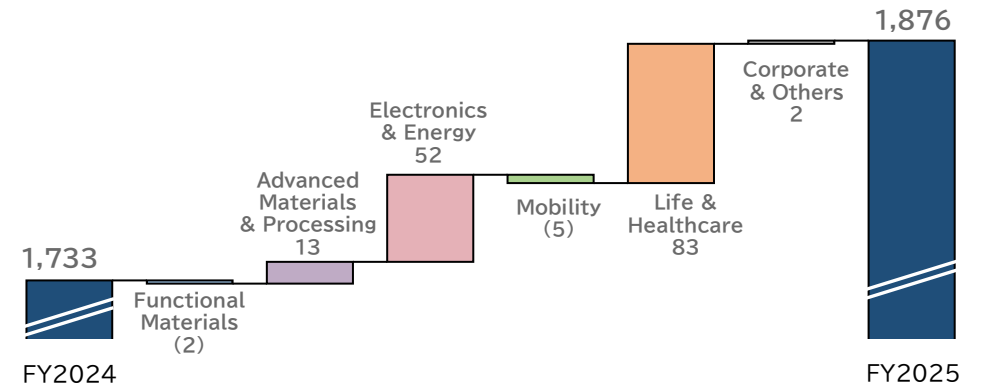 1,876
Corporate
& Others
2
Electronics
& Energy
52
Advanced
Materials
& Processing
13
Mobility
(5)
Life &
Healthcare
83
1,733
Functional
Materials
(2)
FY2024
FY2025